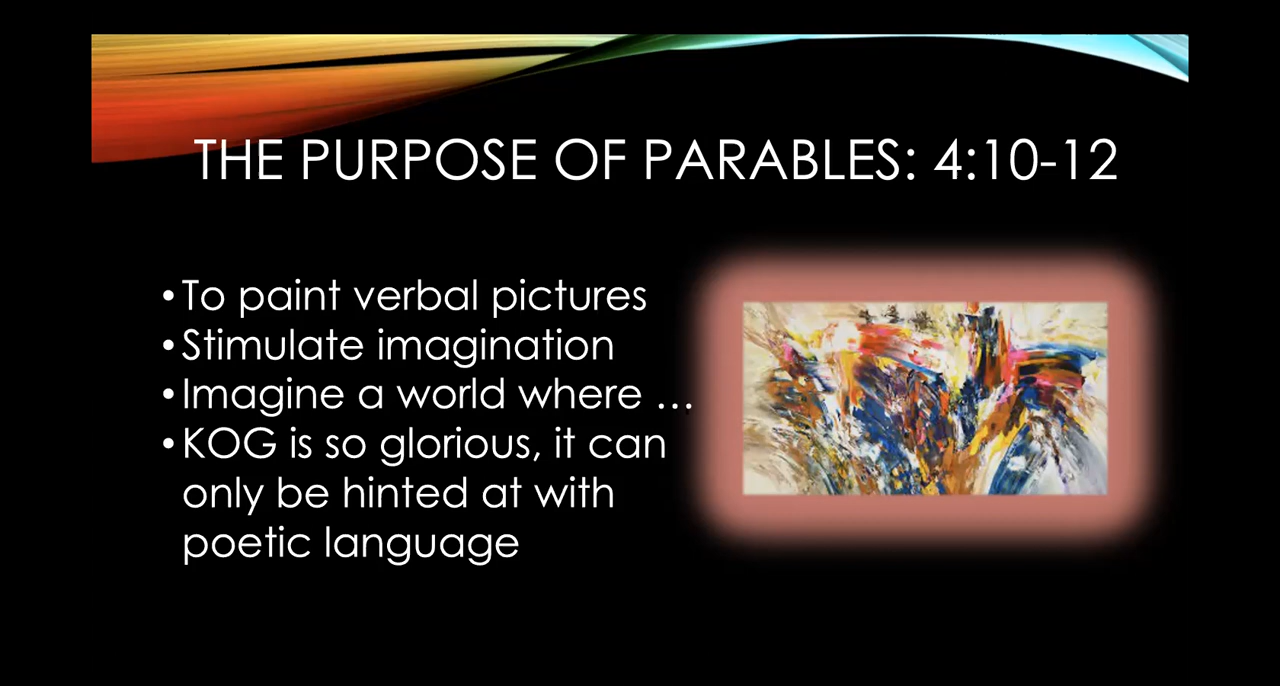 THE PURPOSE OF PARABLES: 4:10-12
•To paint verbal pictures
•Stimulate imagination
•Imagine a world where …
•KOG is so glorious, it can
only be hinted at with
poetic language